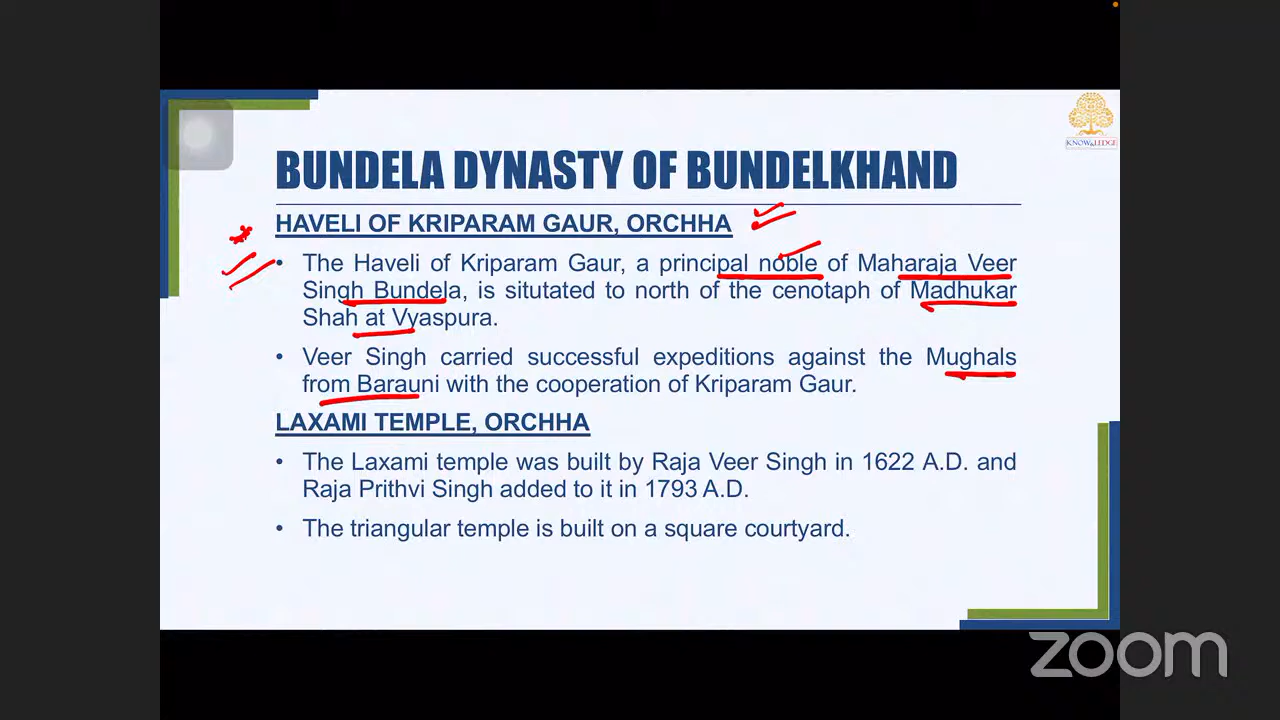 KNOWLEDGE
BUNDELA DYNASTY OF BUNDELKHAND
HAVELI OF KRIPARAM GAUR, ORCHHA
• The Haveli of Kriparam Gaur, a principal noble of Maharaja Veer
Singh Bundela, is situtated to north of the cenotaph of Madhukar
Shah at Vyaspura.
• Veer Singh carried successful expeditions against the Mughals
from Barauni with the cooperation of Kriparam Gaur.
LAXAMI TEMPLE, ORCHHA
• The Laxami temple was built by Raja Veer Singh in 1622 A.D. and
Raja Prithvi Singh added to it in 1793 A.D.
• The triangular temple is built on a square courtyard.
zoom